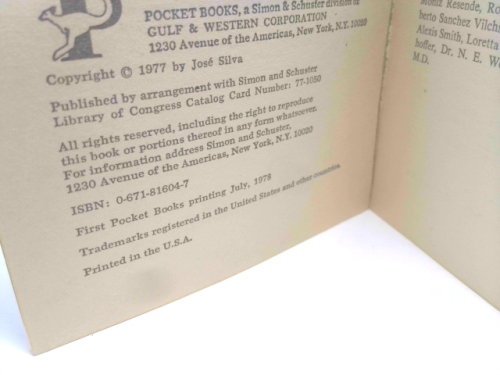 POCKET BOOKS, a Simon & Schuster division of
GULF & WESTERN CORPORATION
1230 Avenue of the Americas, New York, N.Y. 10020
Copyright © 1977 by José Silva
Published by arrangement with Simon and Schuster
Library of Congress Catalog Card Number: 77-1050
All rights reserved, including the right to reproduce
this book or portions thereof in any form whatsoever.
For information address Simon and Schuster,
1230 Avenue of the Americas, New York, N.Y. 10020
ISBN: 0-671-81604-7
First Pocket Books printing July, 1978
Trademarks registered in the United States and other countries.
Printed in the U.S.A.
Resende, Ro
berto Sanchez Vilch
Alexis Smith, Loretta
hoffer, Dr. N. E. W
M.D.